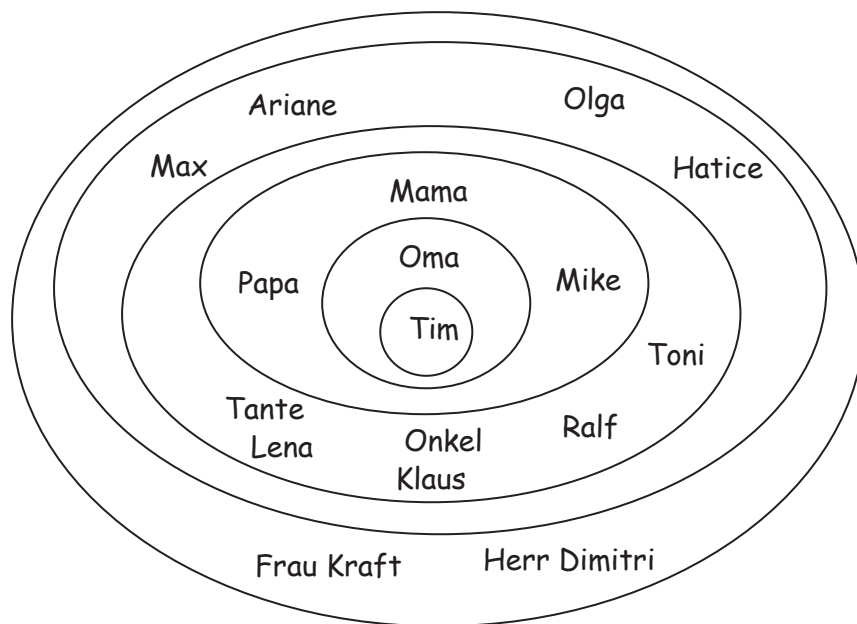 Ariane
Olga
Max
Hatice
Mama
Oma
Papa
Mike
Tim
Toni
Tante
Lena
Onkel
Klaus
Ralf
Frau Kraft
Herr Dimitri